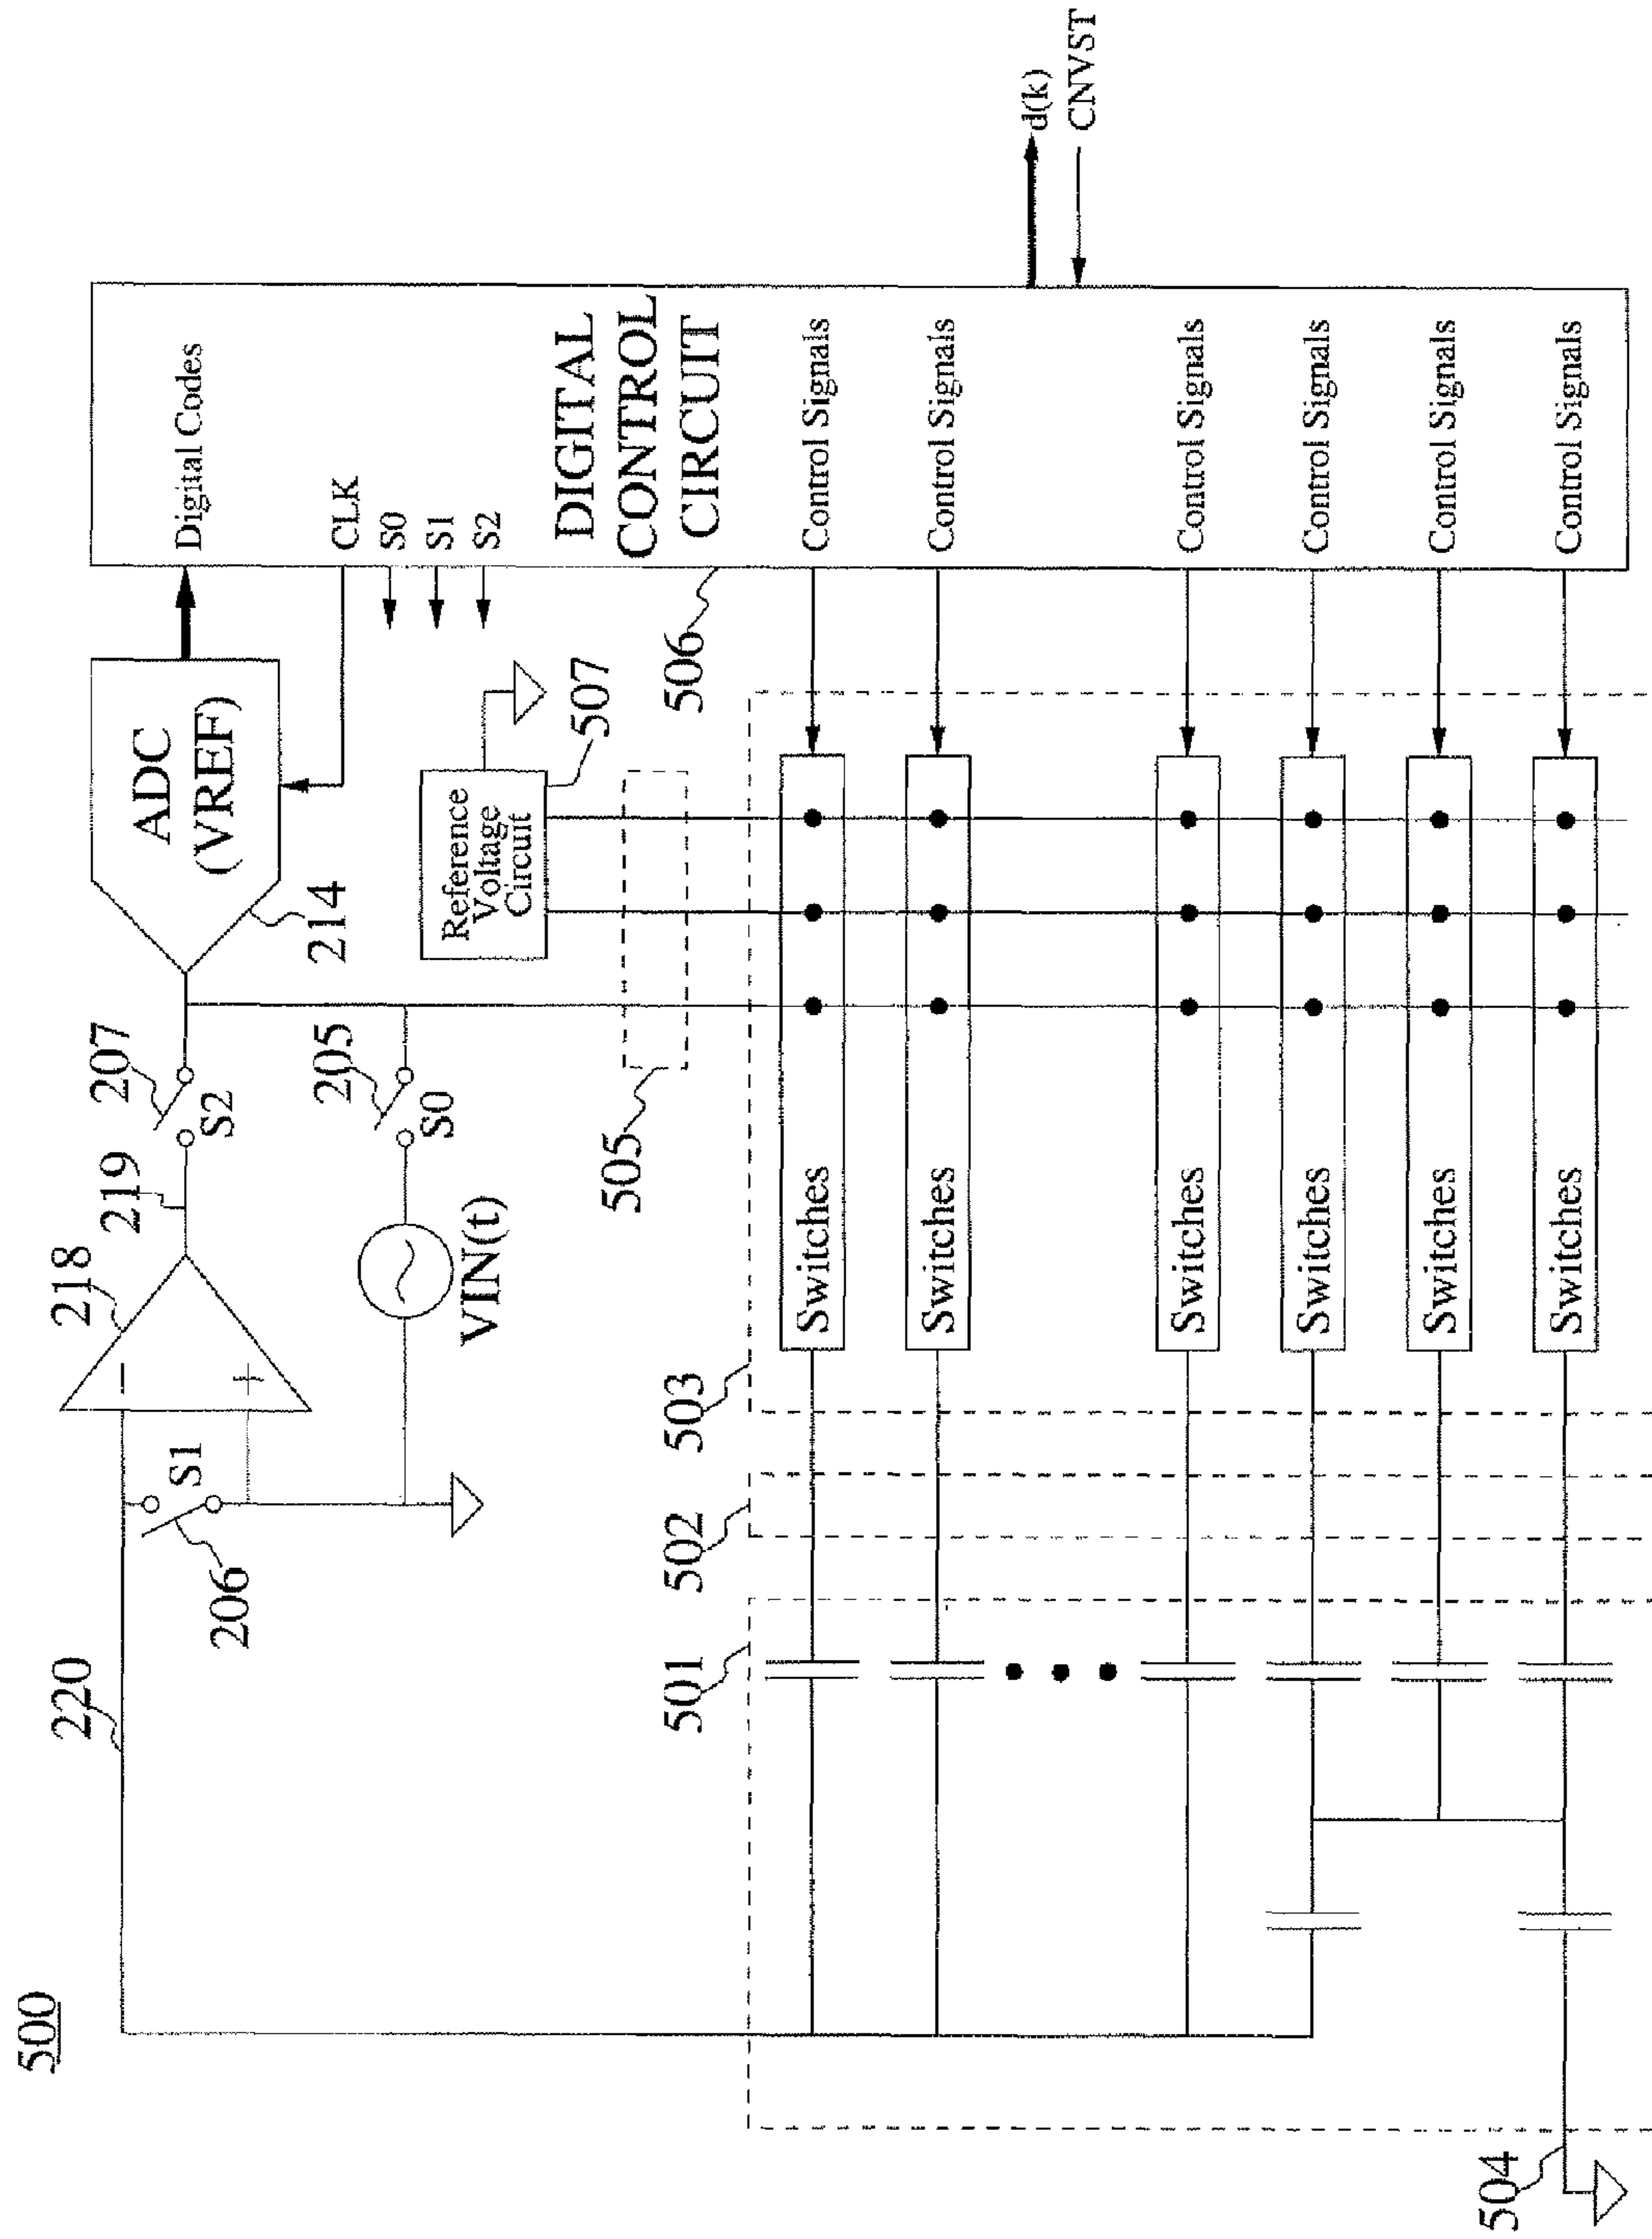 500
220
206
S1
218
219
207
S2
205
S0
VIN(t)
214
ADC
(VREF)
Digital Codes
CLK
S0
S1
S2
DIGITAL
CONTROL
CIRCUIT
Reference
Voltage
Circuit
507
505
506
501
502
503
504
Switches
Control Signals
Switches
Control Signals
Switches
Control Signals
Switches
Control Signals
Switches
Control Signals
Switches
Control Signals
d(k)
CNVST
−
+